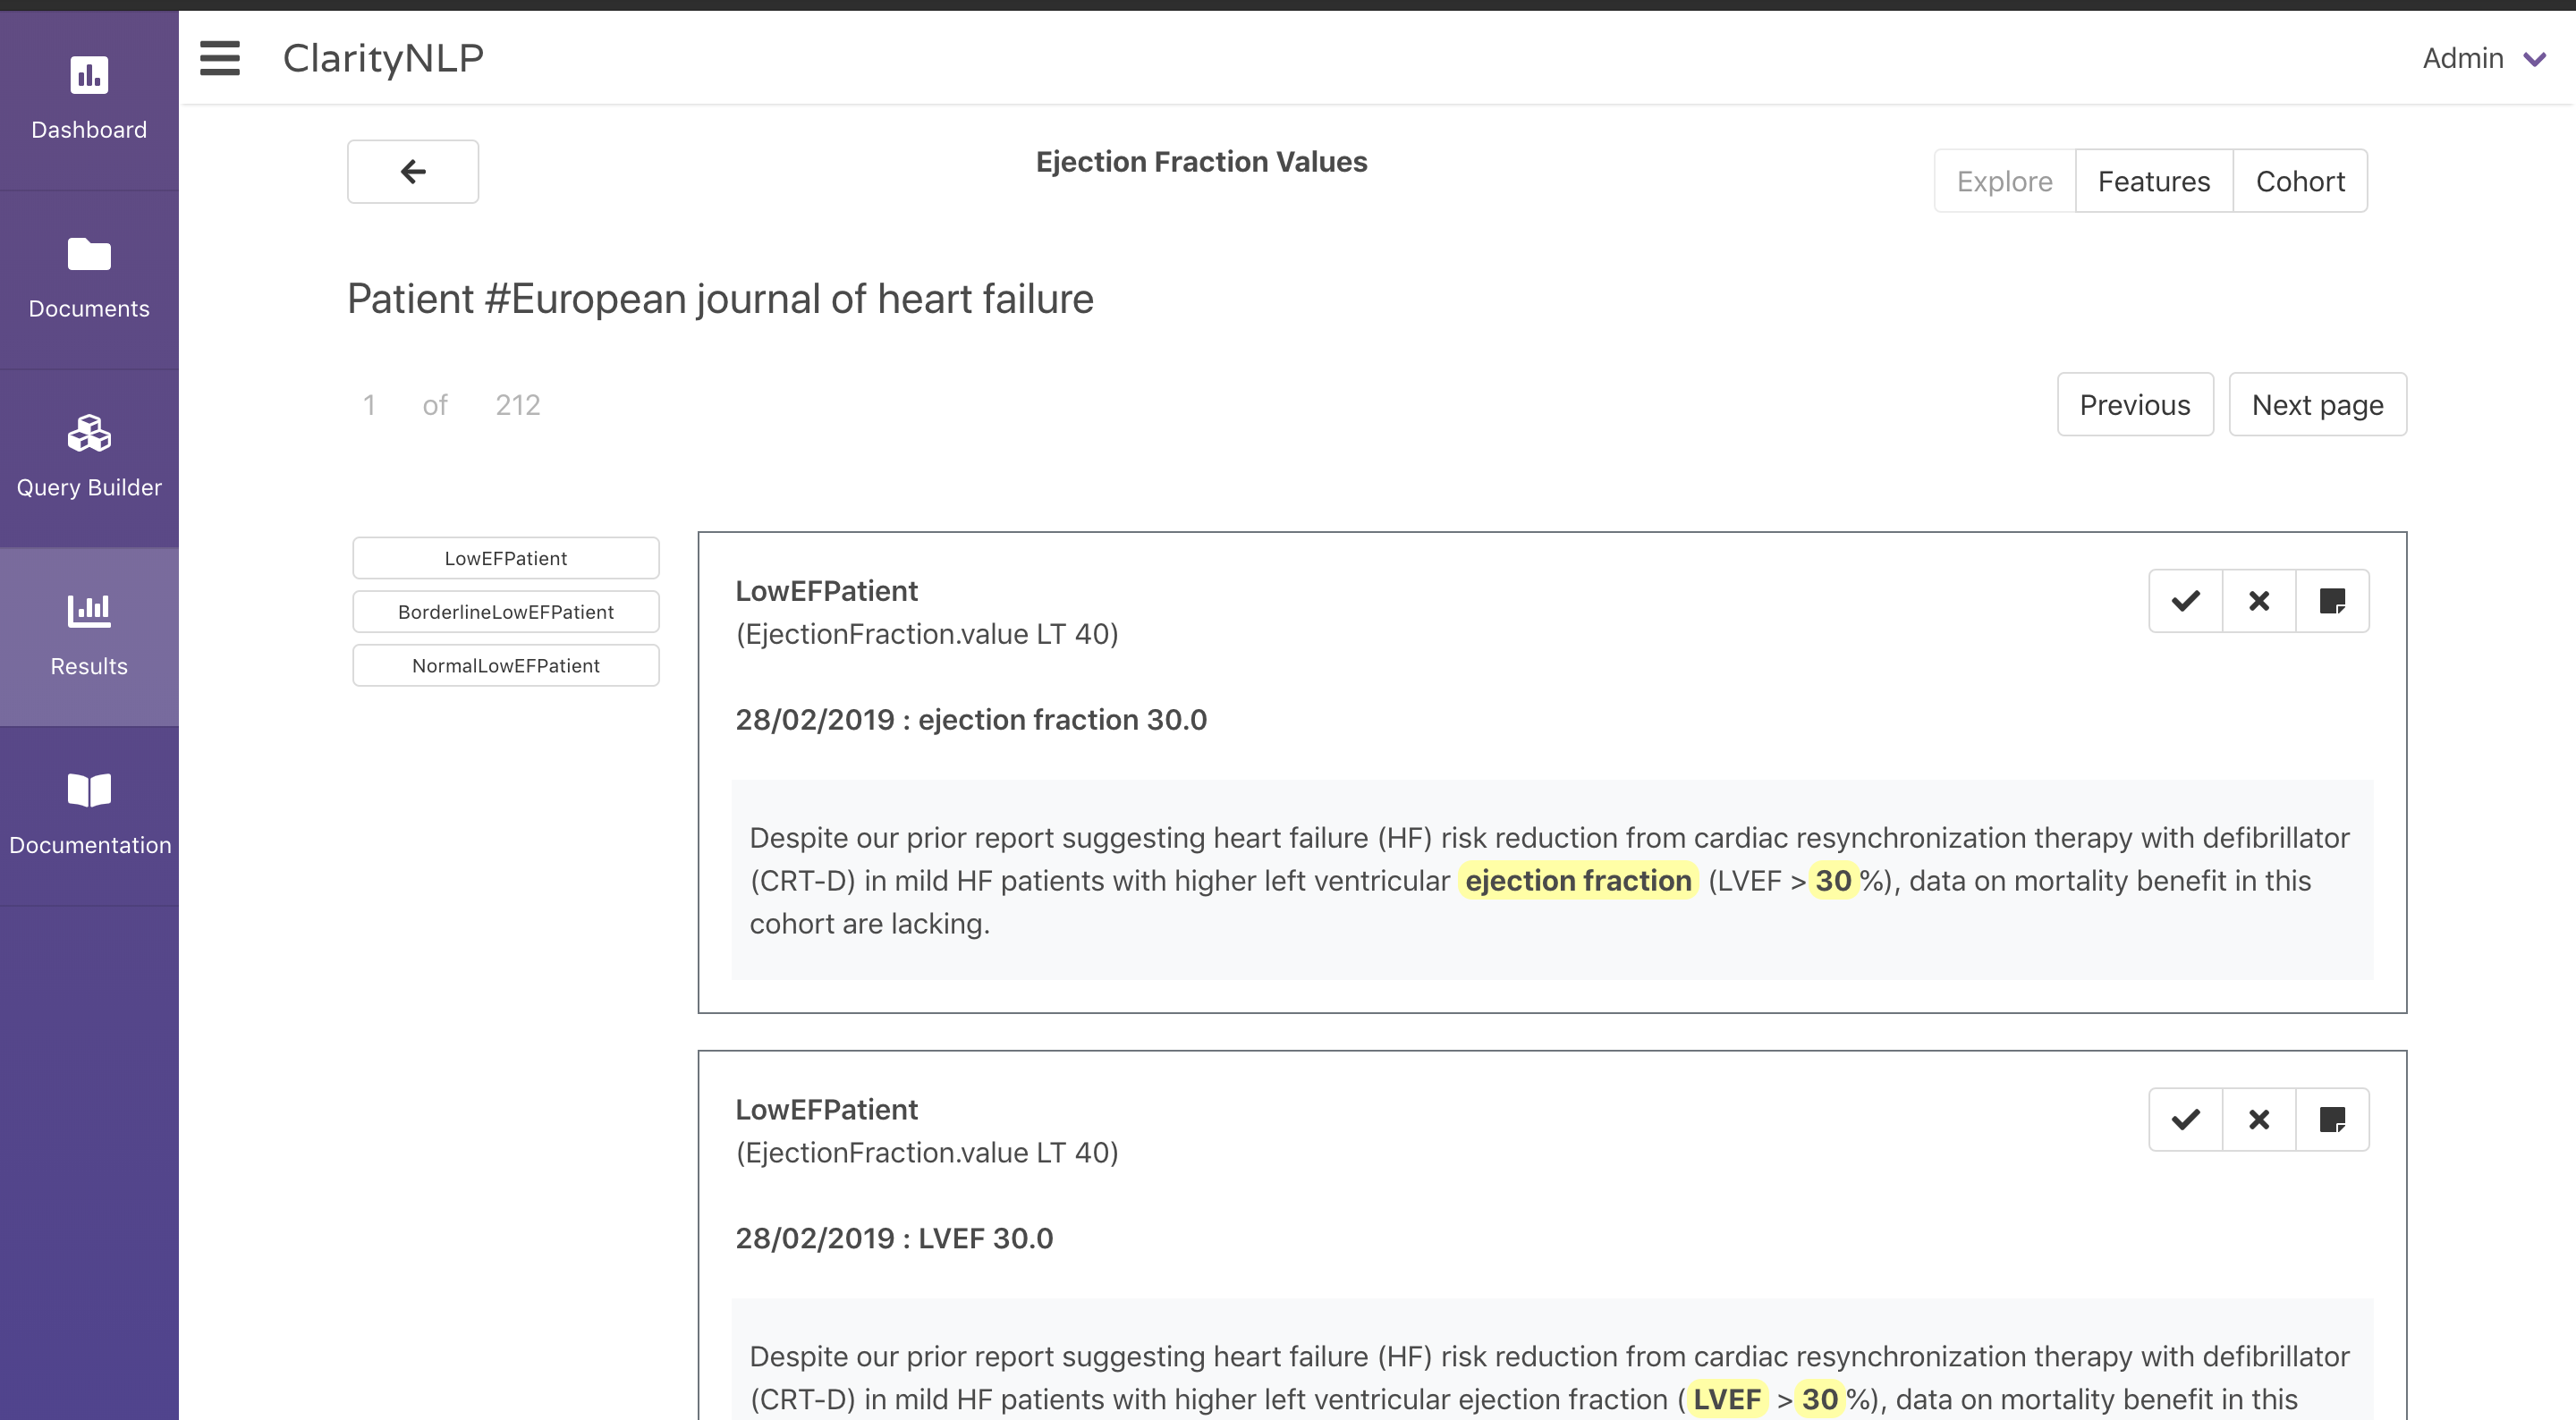 ClarityNLP
Admin
Dashboard
Documents
Query Builder
Results
Documentation
Ejection Fraction Values
Explore Features Cohort
Patient #European journal of heart failure
1 of 212
Previous Next page
LowEFPatient
BorderlineLowEFPatient
NormalLowEFPatient
LowEFPatient
(EjectionFraction.value LT 40)
28/02/2019 : ejection fraction 30.0
Despite our prior report suggesting heart failure (HF) risk reduction from cardiac resynchronization therapy with defibrillator
(CRT-D) in mild HF patients with higher left ventricular ejection fraction (LVEF >30%), data on mortality benefit in this
cohort are lacking.
LowEFPatient
(EjectionFraction.value LT 40)
28/02/2019 : LVEF 30.0
Despite our prior report suggesting heart failure (HF) risk reduction from cardiac resynchronization therapy with defibrillator
(CRT-D) in mild HF patients with higher left ventricular ejection fraction (LVEF >30%), data on mortality benefit in this